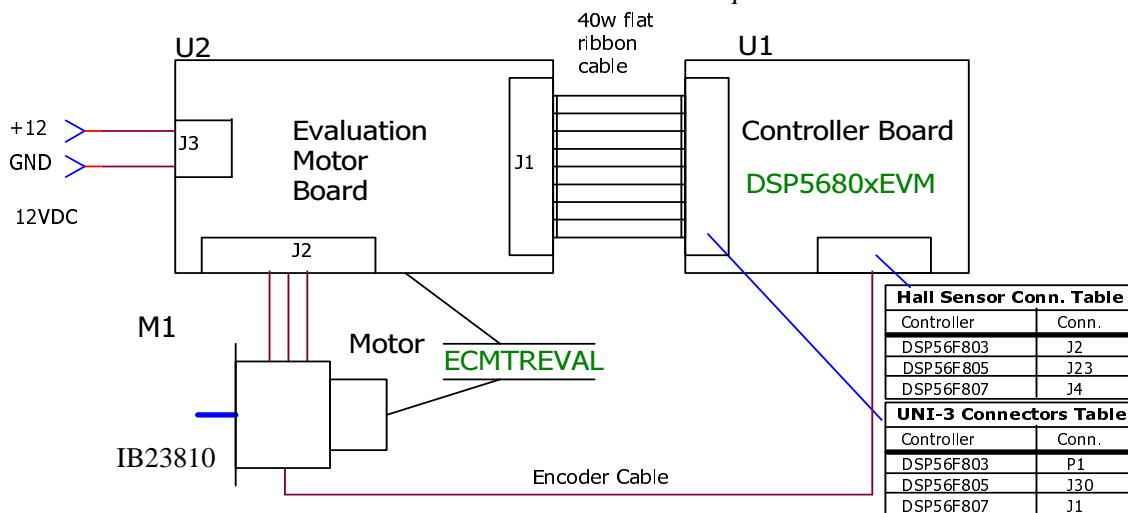 40w flat
ribbon
cable
U2
U1
+12
GND
12VDC
J3
Evaluation
Motor
Board
J1
Controller Board
DSP5680xEVM
J2
M1
Motor
ECMTREVAL
IB23810
Encoder Cable
Hall Sensor Conn. Table
Controller Conn.
DSP56F803 J2
DSP56F805 J23
DSP56F807 J4
UNI-3 Connectors Table
Controller Conn.
DSP56F803 P1
DSP56F805 J30
DSP56F807 J1